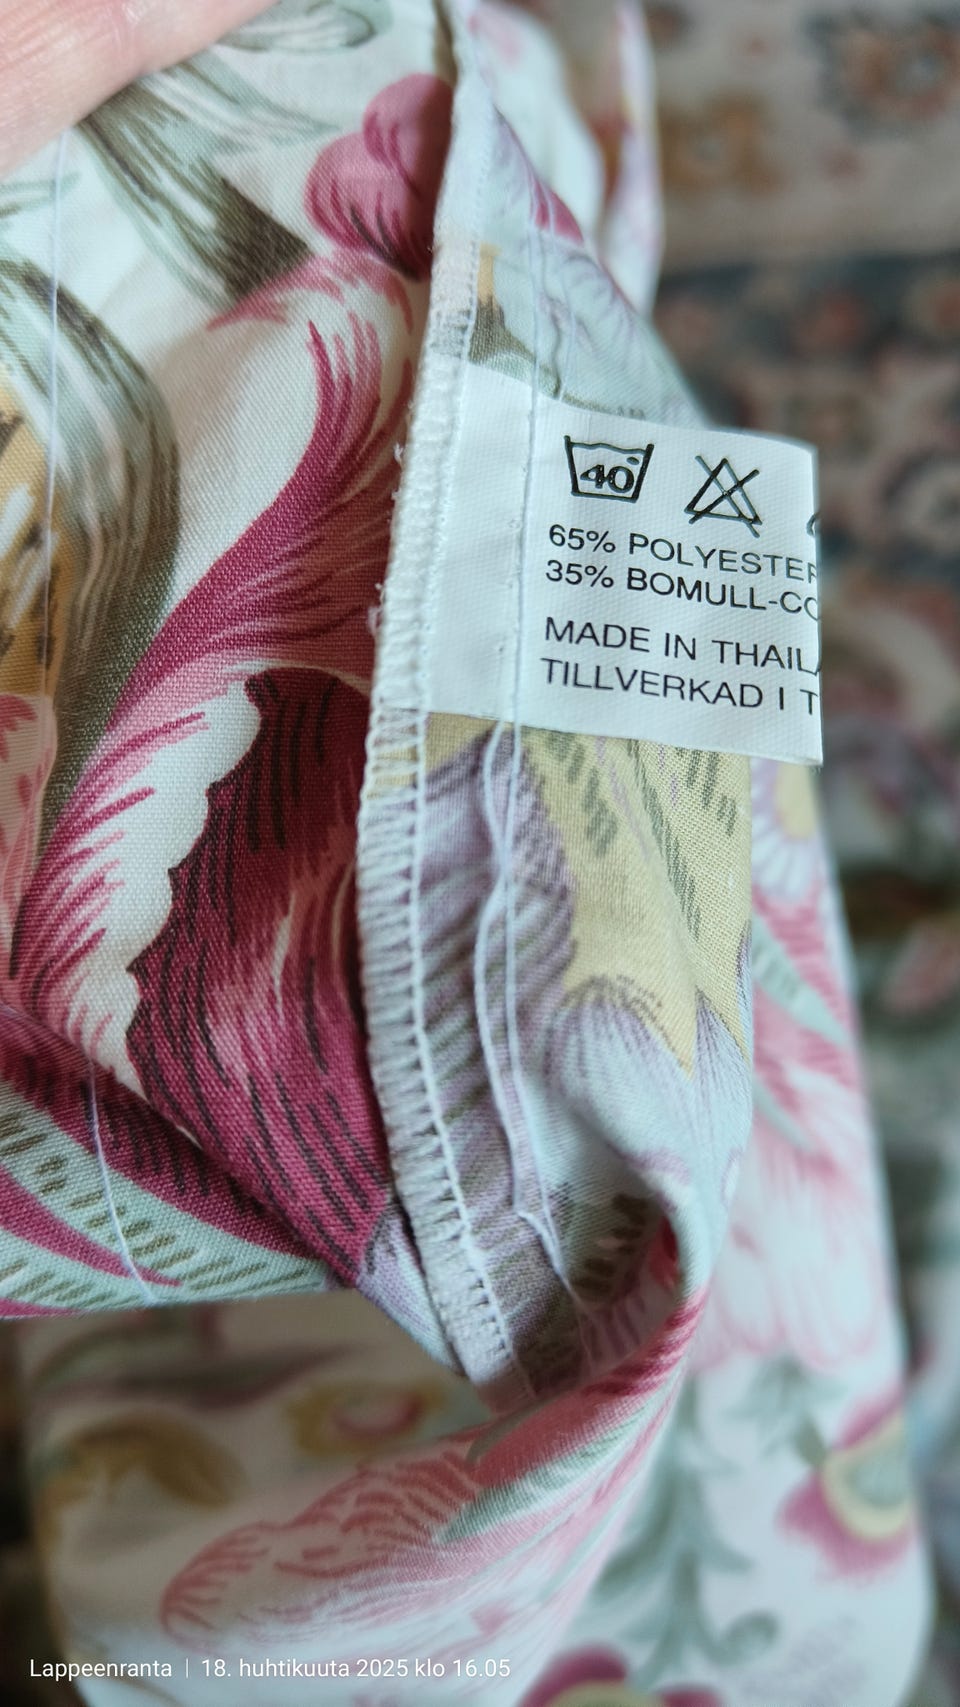 40
65% POLYESTER
35% BOMULL-CO
MADE IN THAILA
TILLVERKAD I T
Lappeenranta | 18. huhtikuuta 2025 klo 16.05